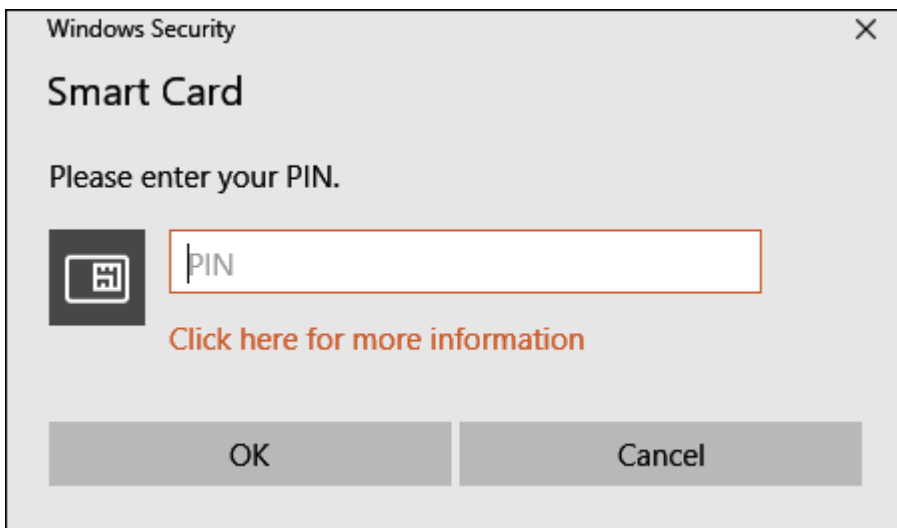 Windows Security
Smart Card
Please enter your PIN.
PIN
Click here for more information
OK
Cancel